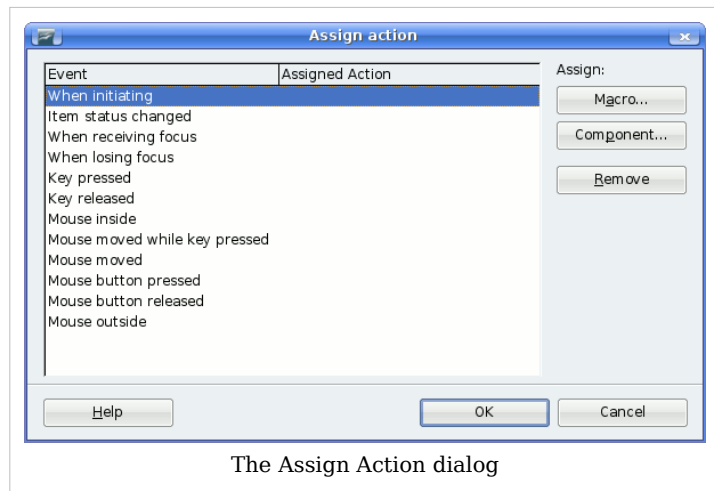 Assign action
Event Assigned Action
When initiating
Item status changed
When receiving focus
When losing focus
Key pressed
Key released
Mouse inside
Mouse moved while key pressed
Mouse moved
Mouse button pressed
Mouse button released
Mouse outside
Assign:
Macro...
Component...
Remove
Help OK Cancel
The Assign Action dialog